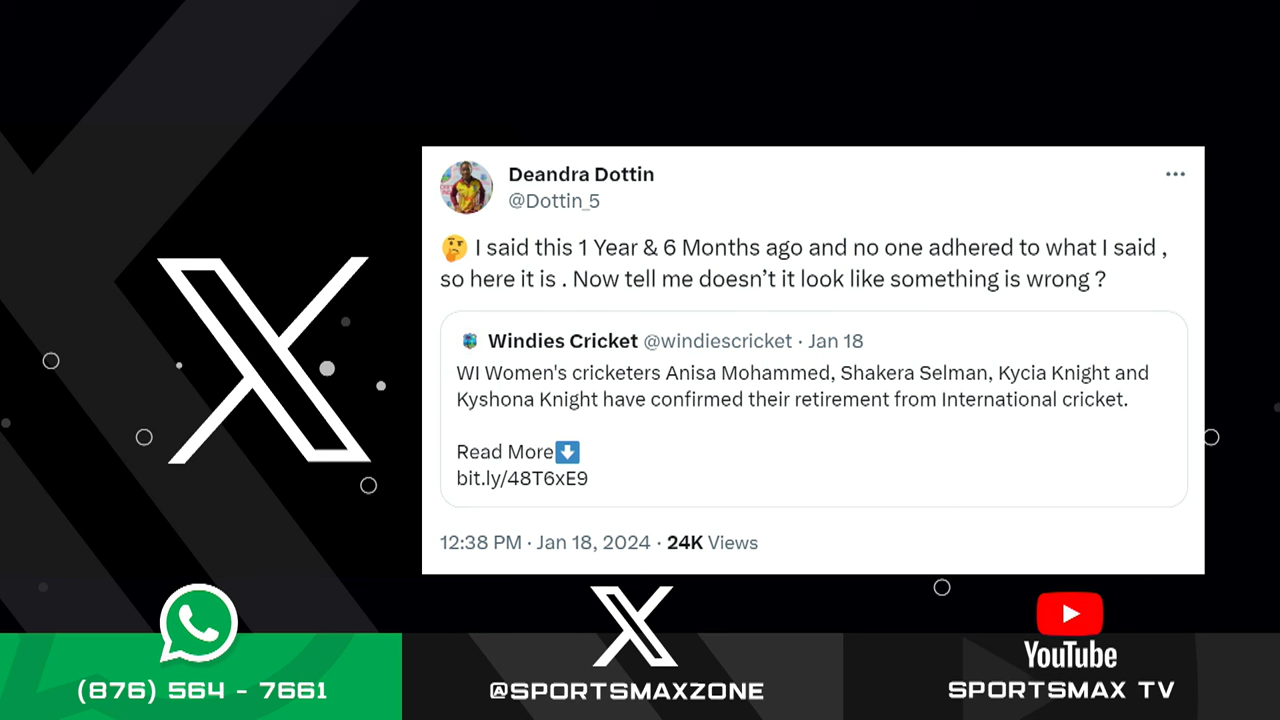 Deandra Dottin
@Dottin_5
🤔 I said this 1 Year & 6 Months ago and no one adhered to what I said ,
so here it is . Now tell me doesn’t it look like something is wrong ?
Windies Cricket @windiescricket · Jan 18
WI Women's cricketers Anisa Mohammed, Shakera Selman, Kycia Knight and
Kyshona Knight have confirmed their retirement from International cricket.
Read More⬇️
bit.ly/48T6xE9
12:38 PM · Jan 18, 2024 · 24K Views
(876) 564 - 7661
@SPORTSMAXZONE
YouTube
SPORTSMAX TV